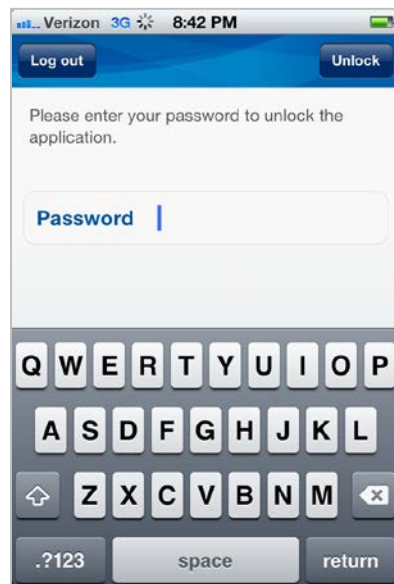 Verizon 3G 8:42 PM
Log out Unlock
Please enter your password to unlock the
application.
Password
Q W E R T Y U I O P
A S D F G H J K L
Z X C V B N M
.?123 space return